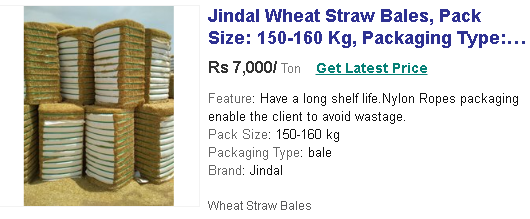 Jindal Wheat Straw Bales, Pack
Size: 150-160 Kg, Packaging Type:...
Rs 7,000/ Ton Get Latest Price
Feature: Have a long shelf life.Nylon Ropes packaging
enable the client to avoid wastage.
Pack Size: 150-160 kg
Packaging Type: bale
Brand: Jindal
Wheat Straw Bales